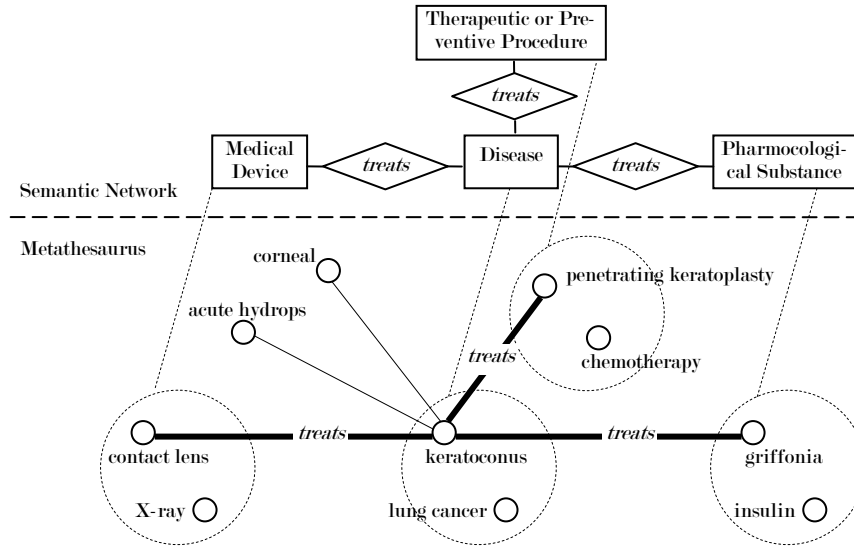 Therapeutic or Pre-
ventive Procedure
treats
Medical
Device
treats
Disease
treats
Pharmocologi-
cal Substance
Semantic Network
Metathesaurus
corneal
acute hydrops
penetrating keratoplasty
treats
chemotherapy
treats
treats
contact lens
keratoconus
griffonia
X-ray
lung cancer
insulin